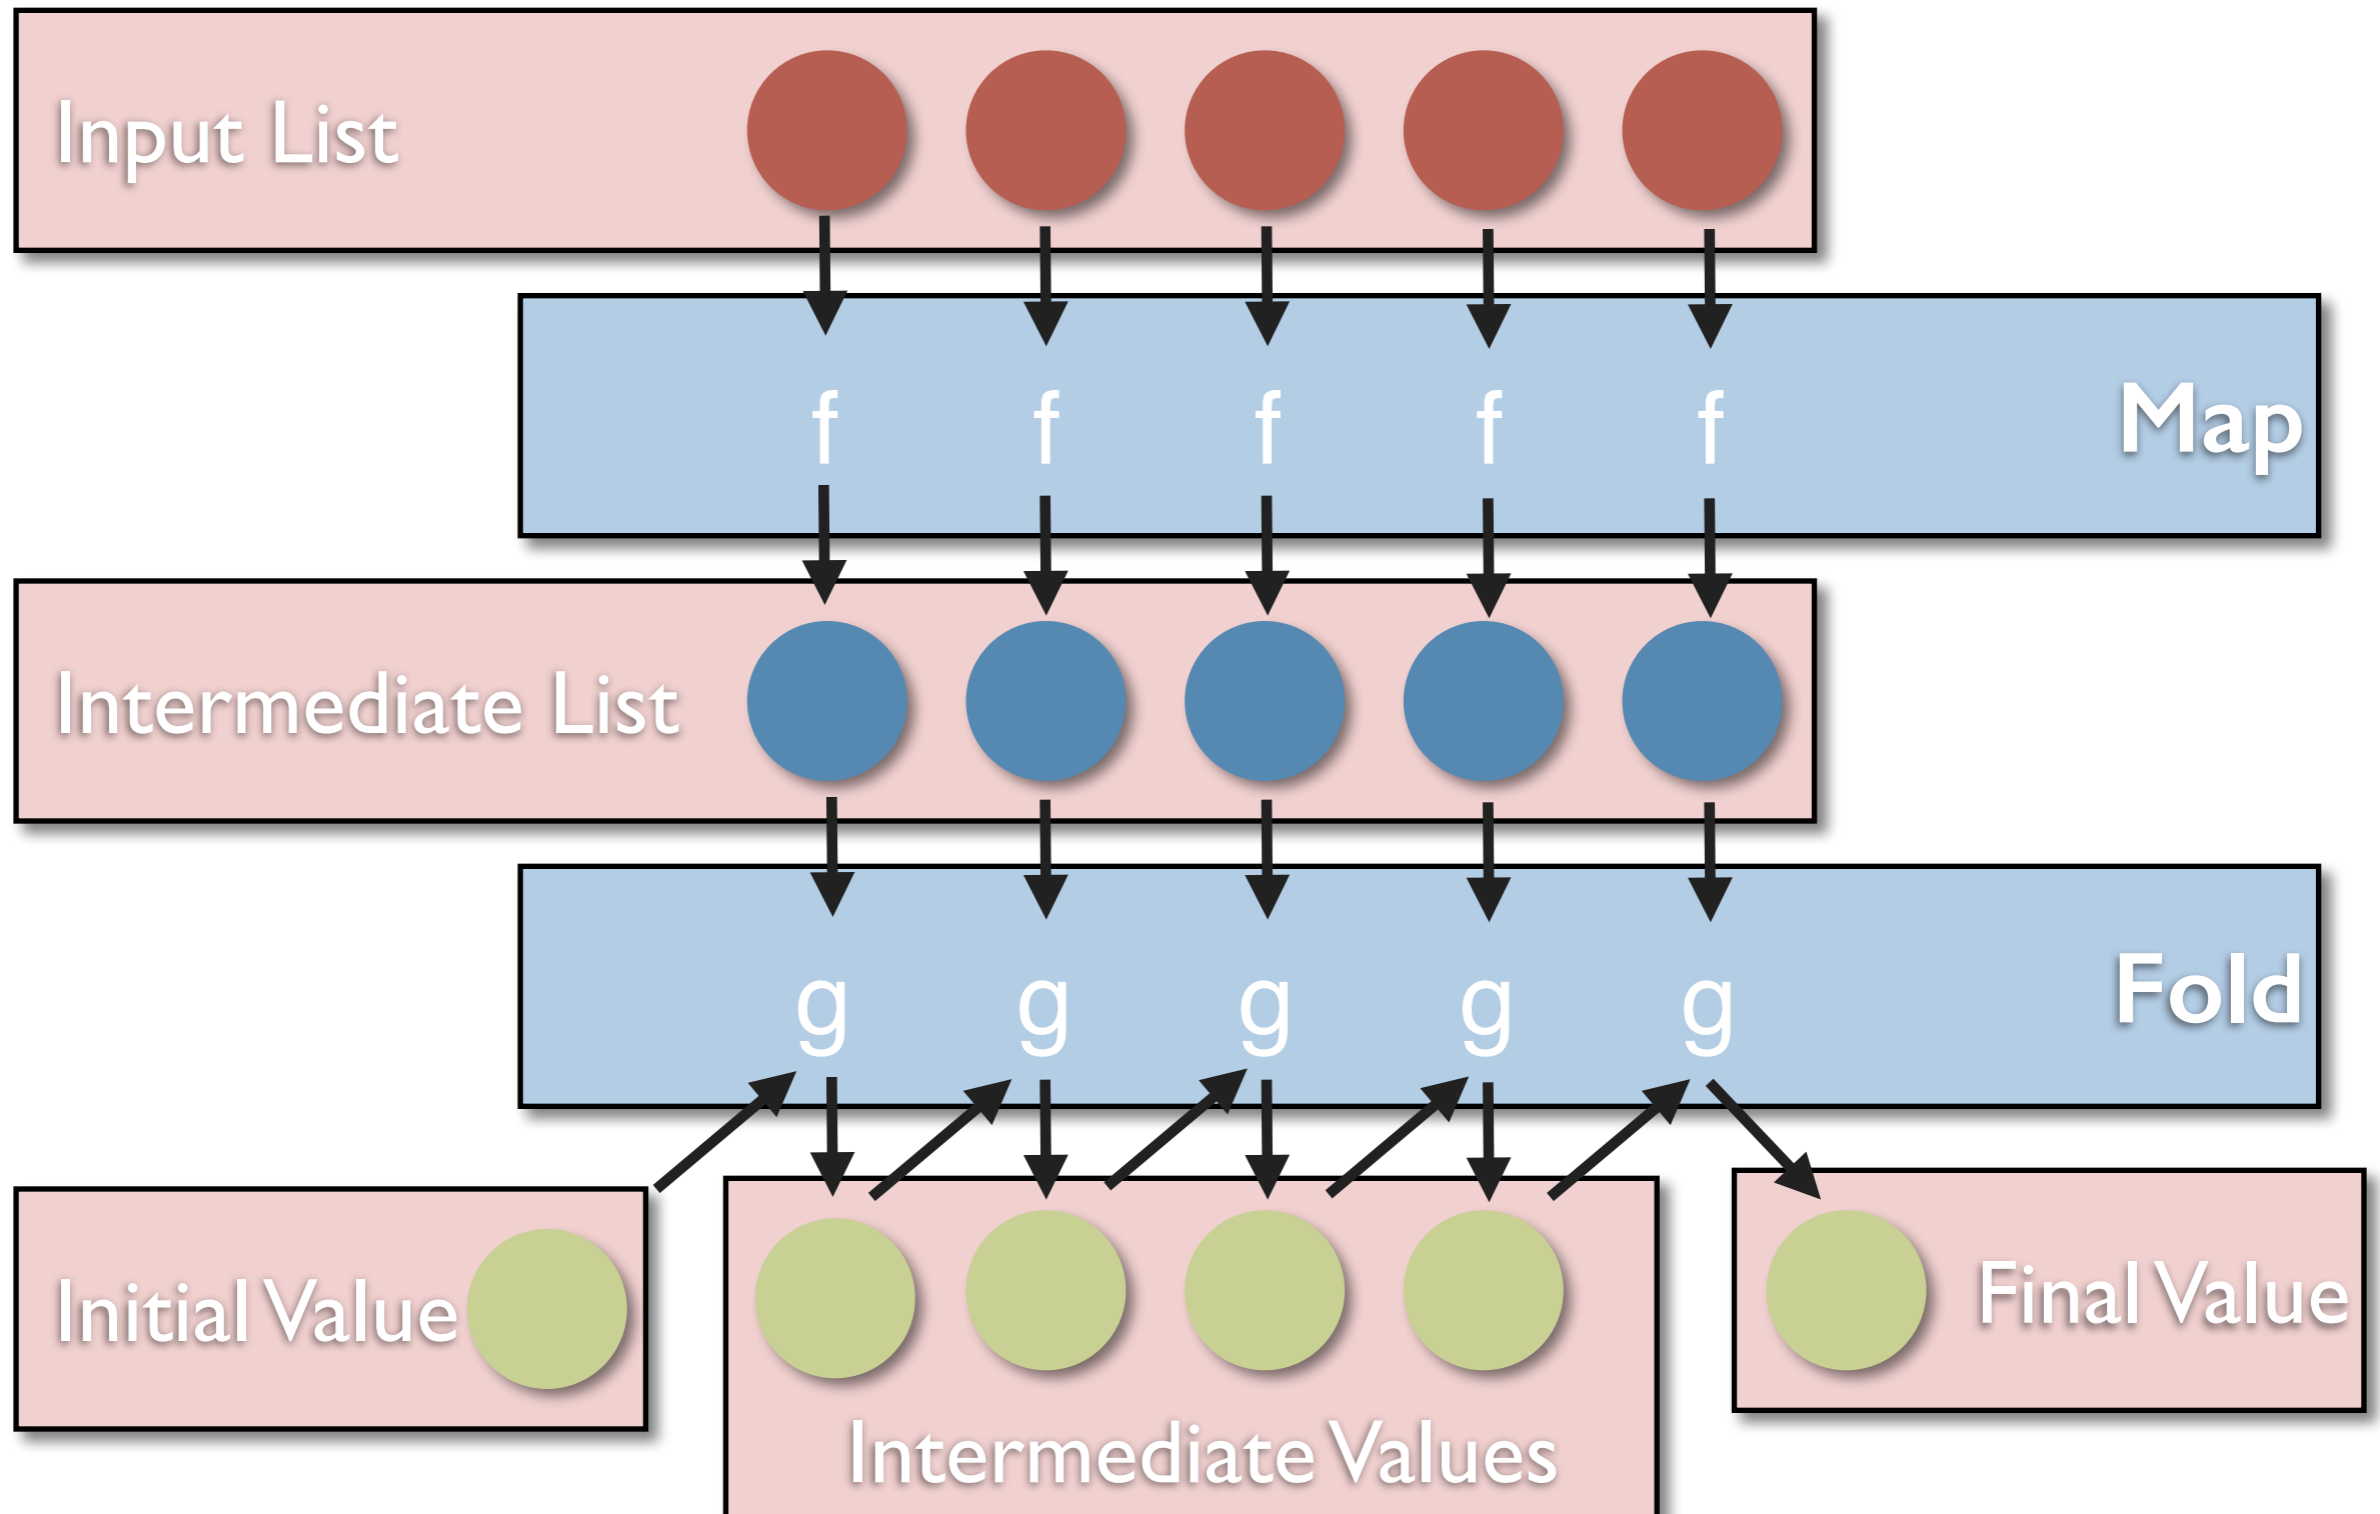 Input List
f f f f f Map
Intermediate List
g g g g g Fold
Initial Value
Final Value
Intermediate Values